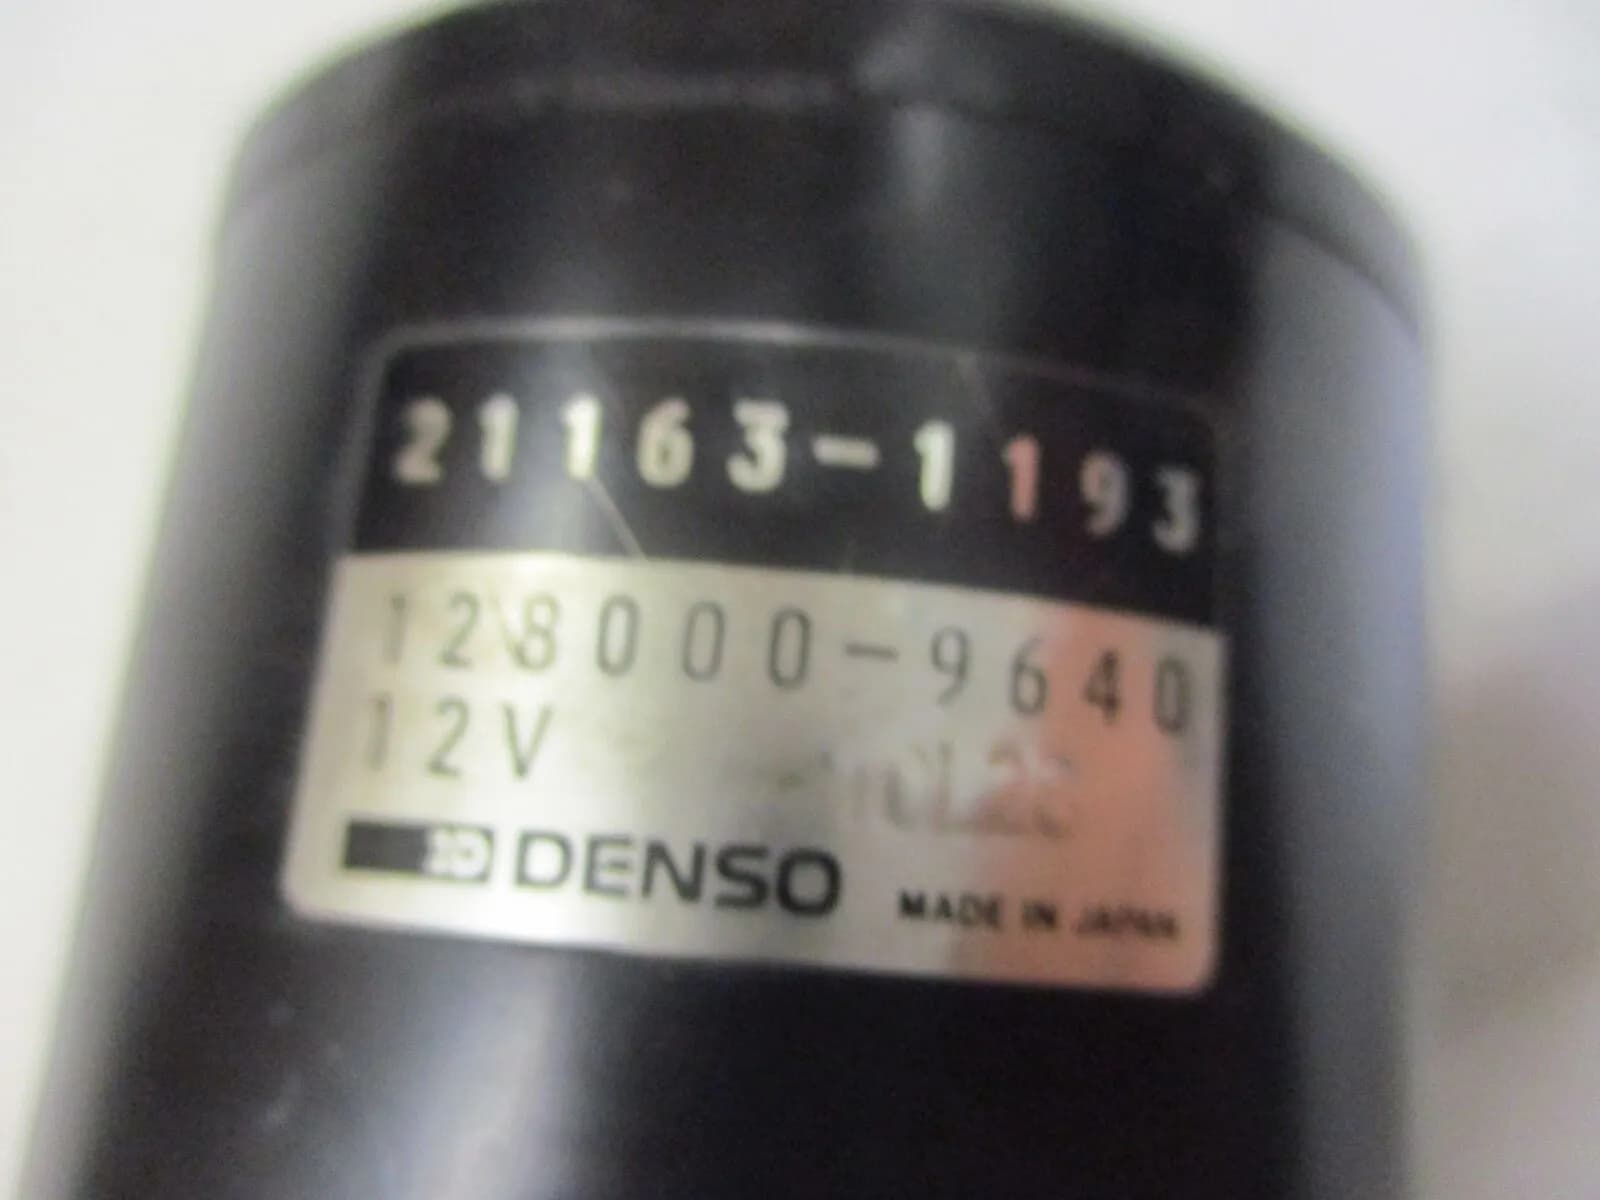 21163-1193
128000-9640
12V
DENSO MADE IN JAPAN